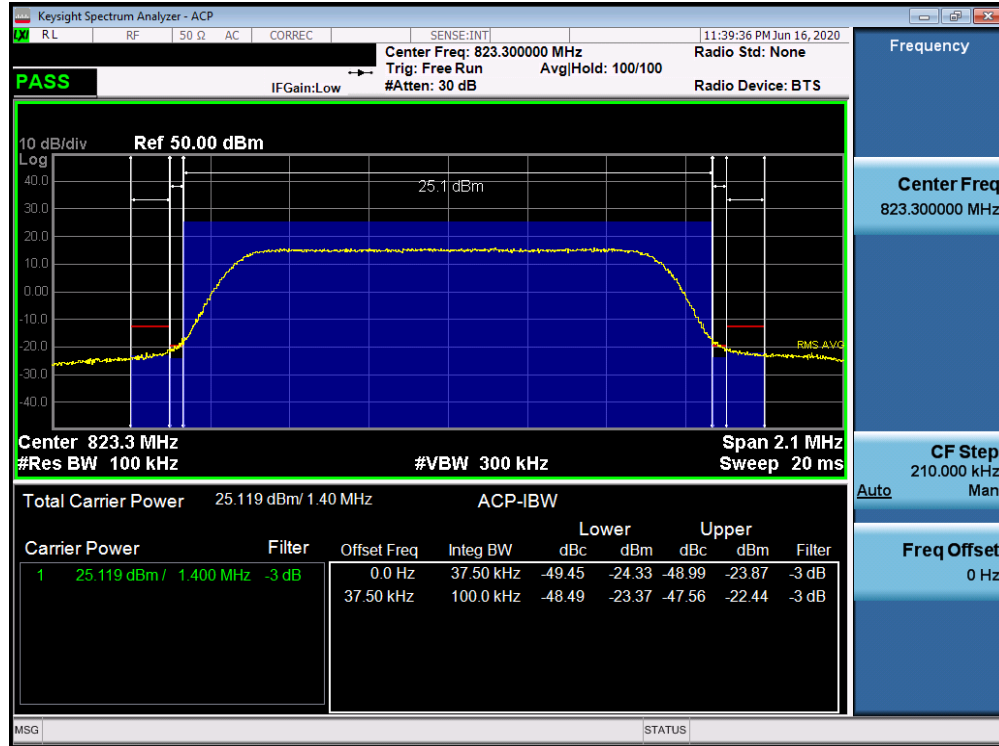 Keysight Spectrum Analyzer - ACP
LXI RL RF 50 Ω AC CORREC SENSE:INT 11:39:36 PM Jun 16, 2020
Center Freq: 823.300000 MHz Radio Std: None
Trig: Free Run Avg|Hold: 100/100
PASS IFGain:Low #Atten: 30 dB Radio Device: BTS
10 dB/div Ref 50.00 dBm
Log
40.0
25.1 dBm
30.0
20.0
10.0
0.00
-10.0
-20.0
RMS AVG
-30.0
-40.0
Center 823.3 MHz Span 2.1 MHz
#Res BW 100 kHz #VBW 300 kHz Sweep 20 ms
Total Carrier Power 25.119 dBm/ 1.40 MHz ACP-IBW
Lower Upper
Carrier Power Filter Offset Freq Integ BW dBc dBm dBc dBm Filter
1 25.119 dBm / 1.400 MHz -3 dB 0.0 Hz 37.50 kHz -49.45 -24.33 -48.99 -23.87 -3 dB
37.50 kHz 100.0 kHz -48.49 -23.37 -47.56 -22.44 -3 dB
MSG STATUS
Frequency
Center Freq
823.300000 MHz
CF Step
210.000 kHz
Auto Man
Freq Offset
0 Hz